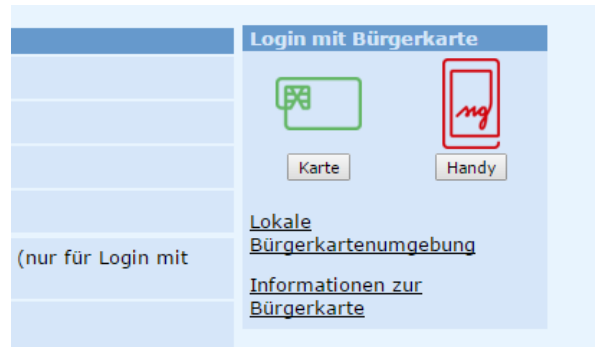 Login mit Bürgerkarte
Karte
Handy
Lokale
Bürgerkartenumgebung
(nur für Login mit
Informationen zur
Bürgerkarte